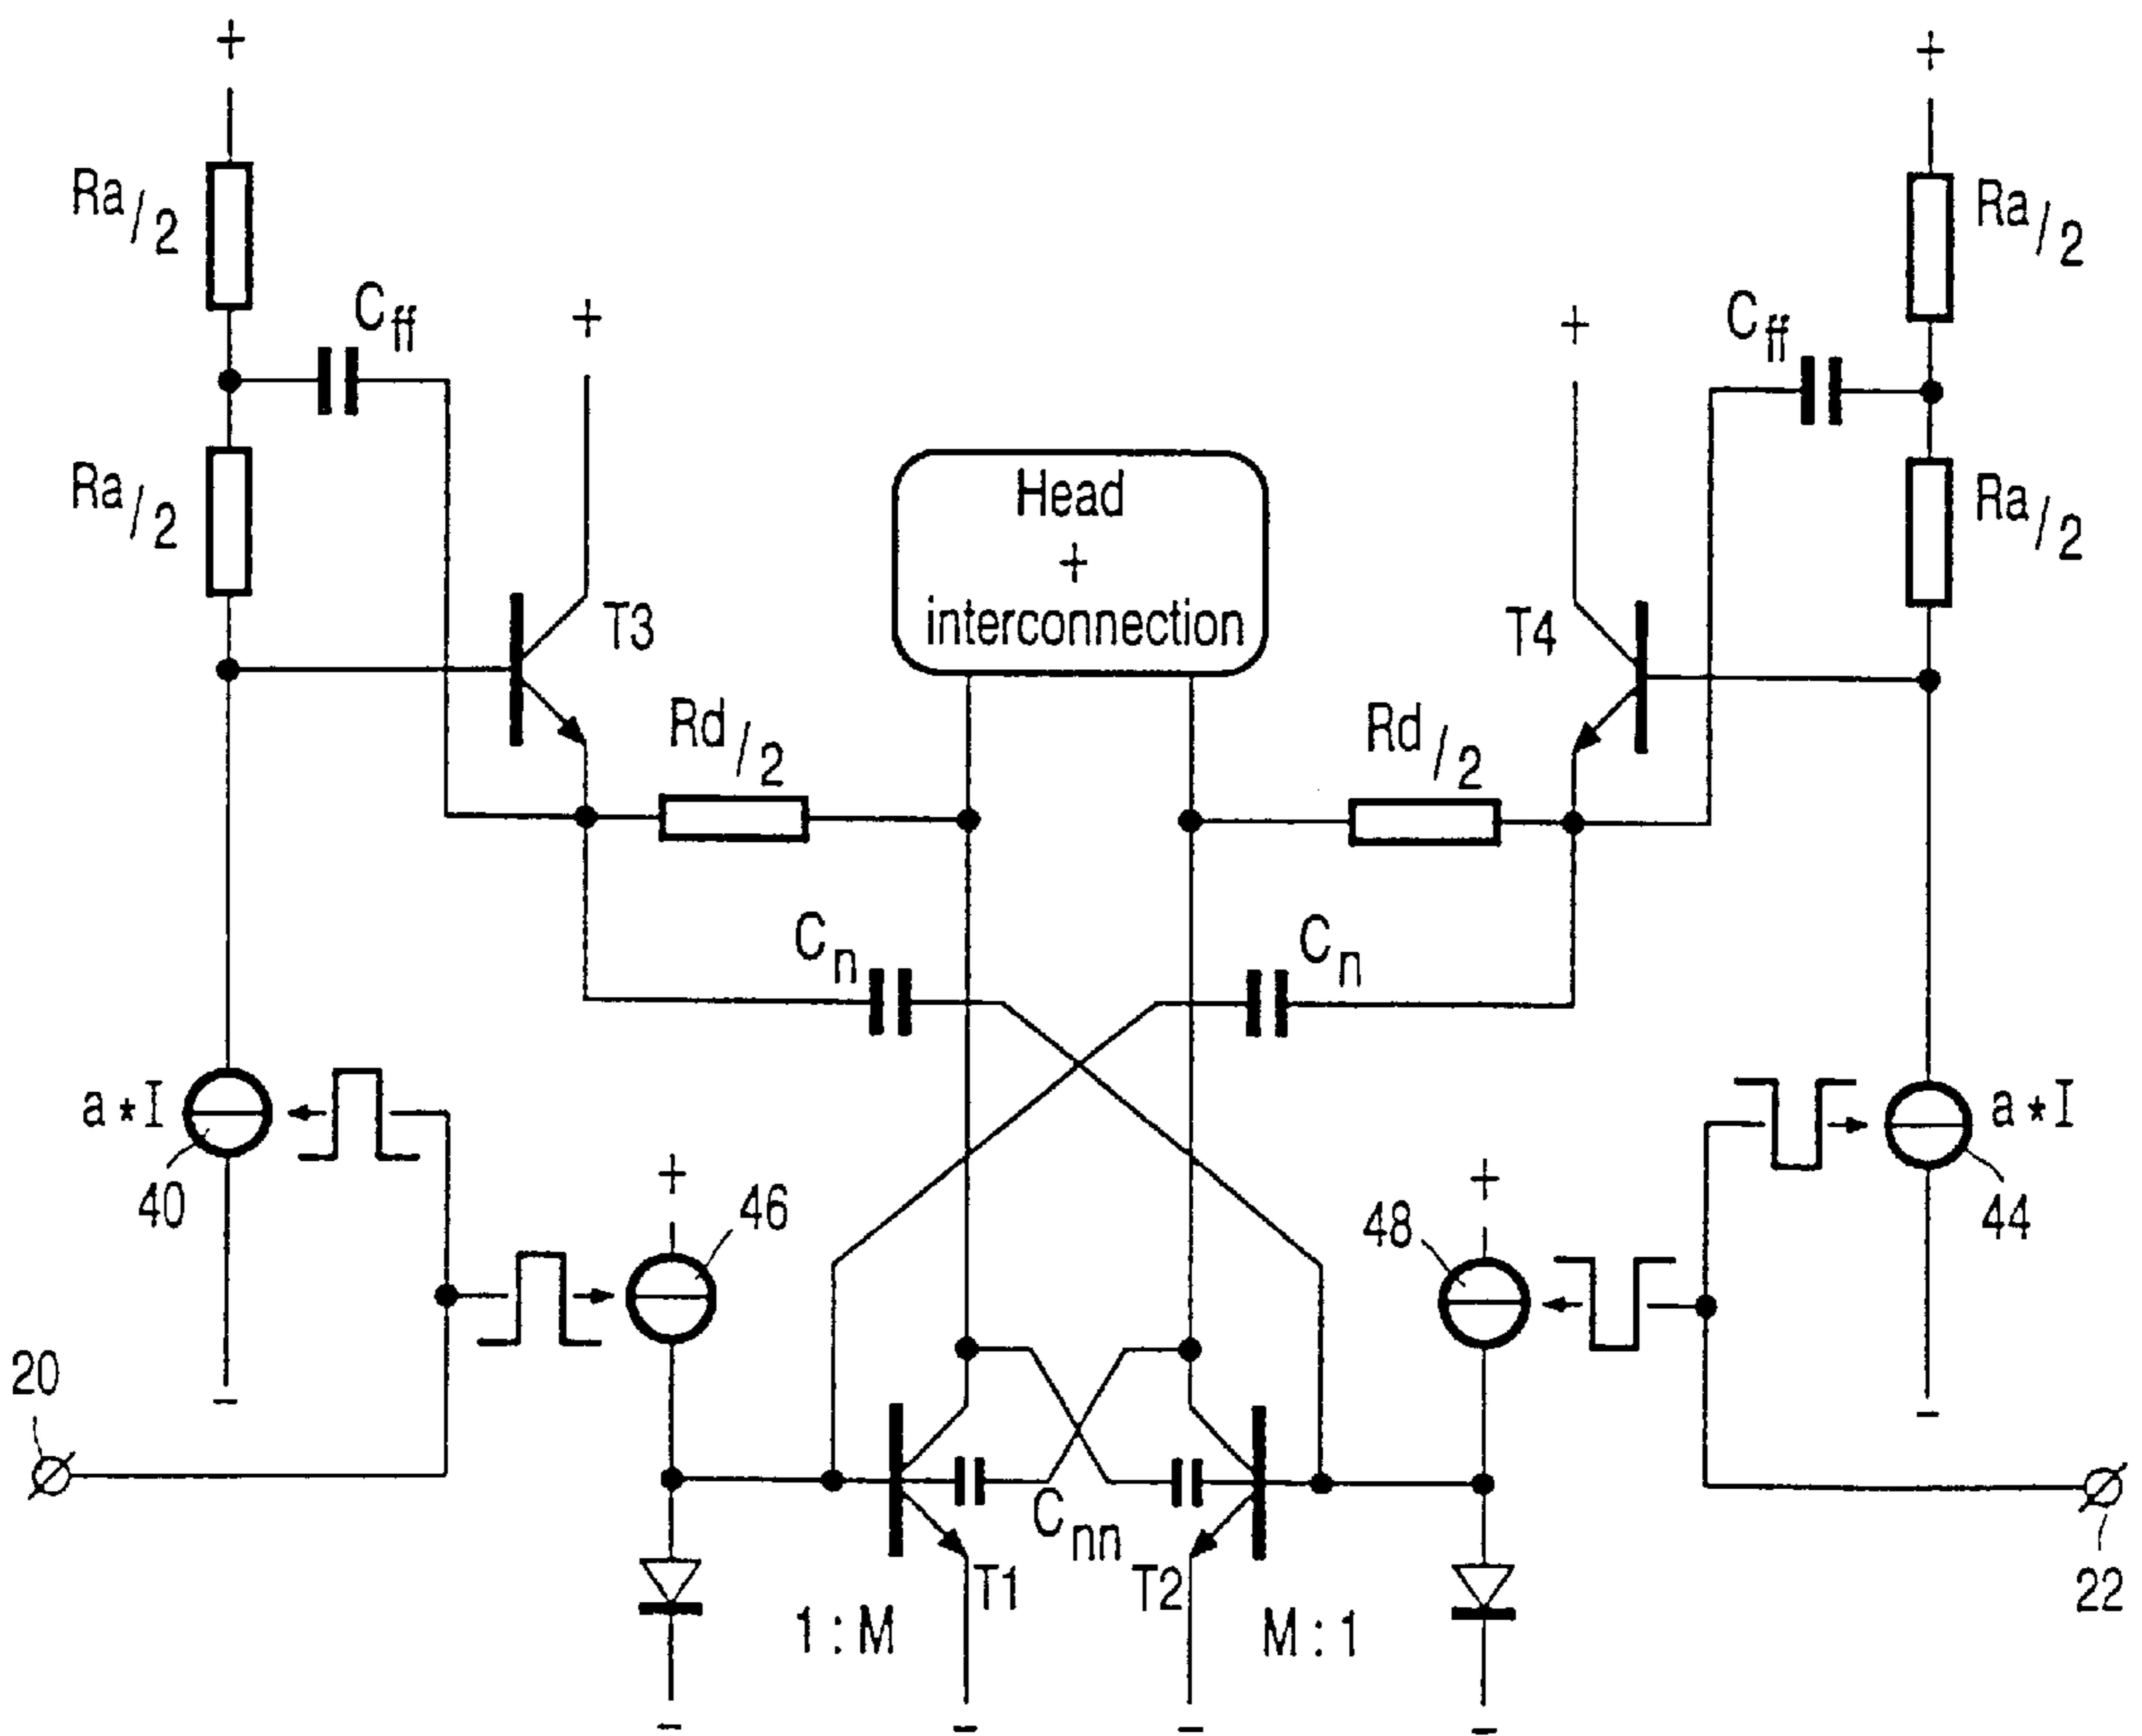 +
+
Ra/2
Ra/2
Cff
Cff
+
+
Ra/2
Head
+
interconnection
Ra/2
T3
T4
Rd/2
Rd/2
Cn
Cn
a*I
a*I
40
+
46
+
48
44
20
Cnn
T1
T2
22
1:M
M:1
-
-
-
-
-
-